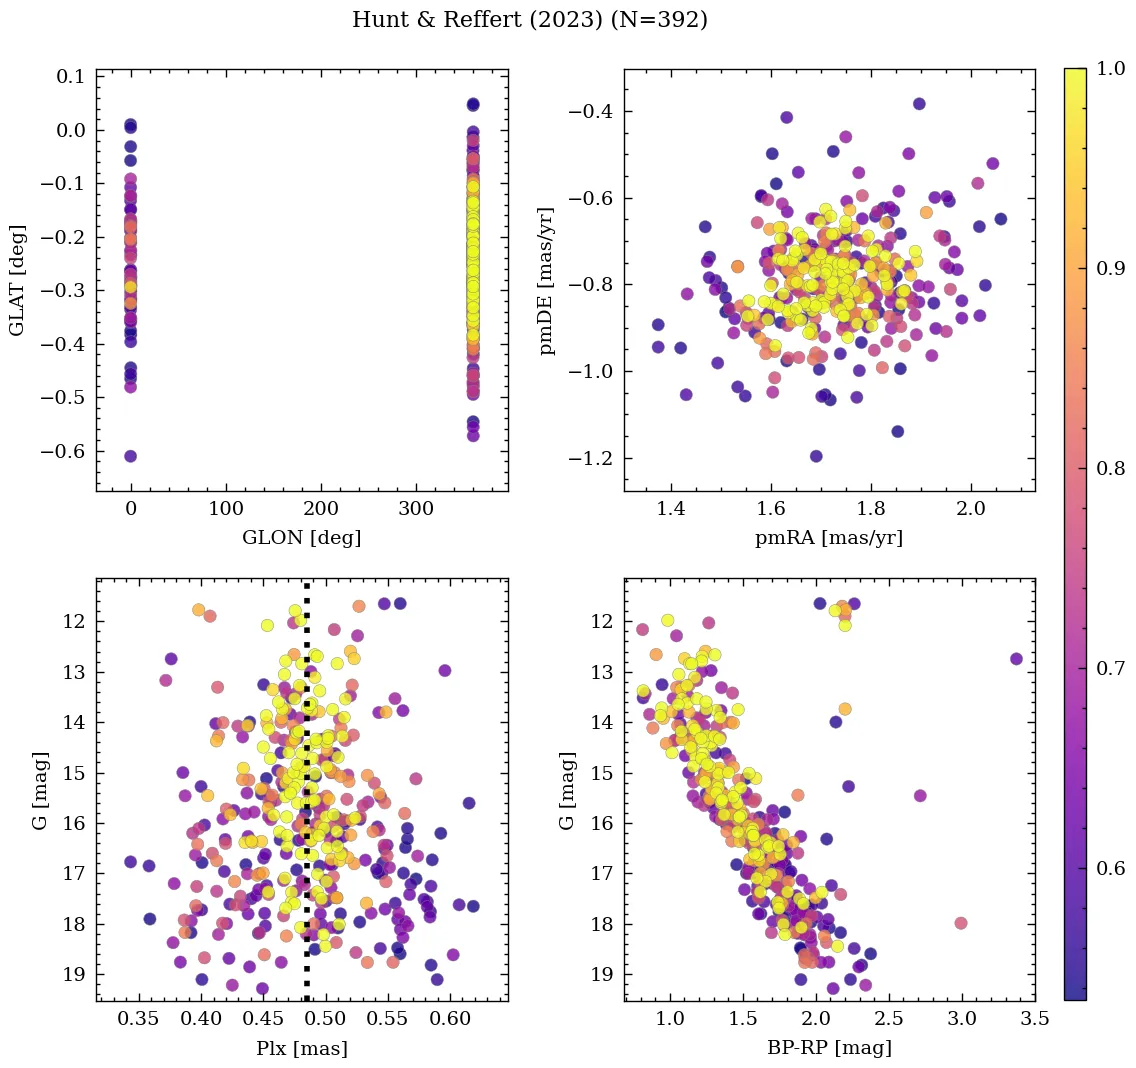 Hunt & Reffert (2023) (N=392)
0.1
0.0
−0.1
−0.2
−0.3
−0.4
−0.5
−0.6
GLAT [deg]
0 100 200 300
GLON [deg]
−0.4
−0.6
−0.8
−1.0
−1.2
pmDE [mas/yr]
1.4 1.6 1.8 2.0
pmRA [mas/yr]
1.0
0.9
0.8
0.7
0.6
12
13
14
15
16
17
18
19
G [mag]
0.35 0.40 0.45 0.50 0.55 0.60
Plx [mas]
12
13
14
15
16
17
18
19
G [mag]
1.0 1.5 2.0 2.5 3.0 3.5
BP-RP [mag]